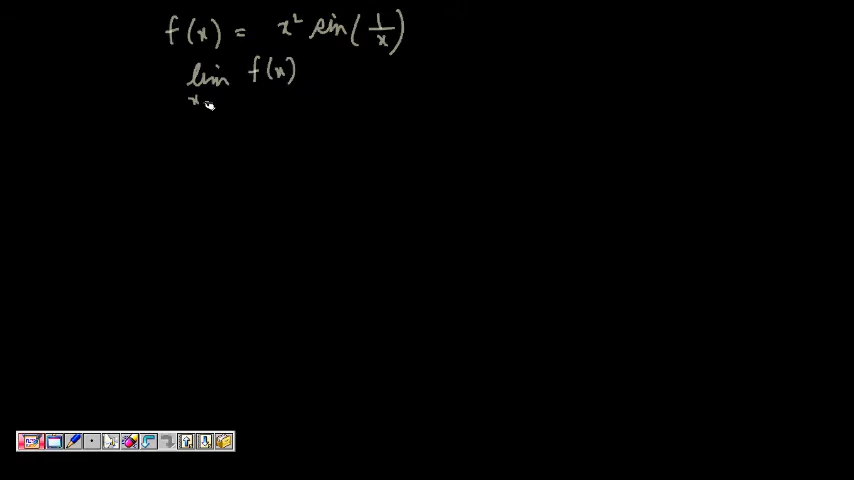 f(x) = x² sin(1/x)
lim f(x)
x